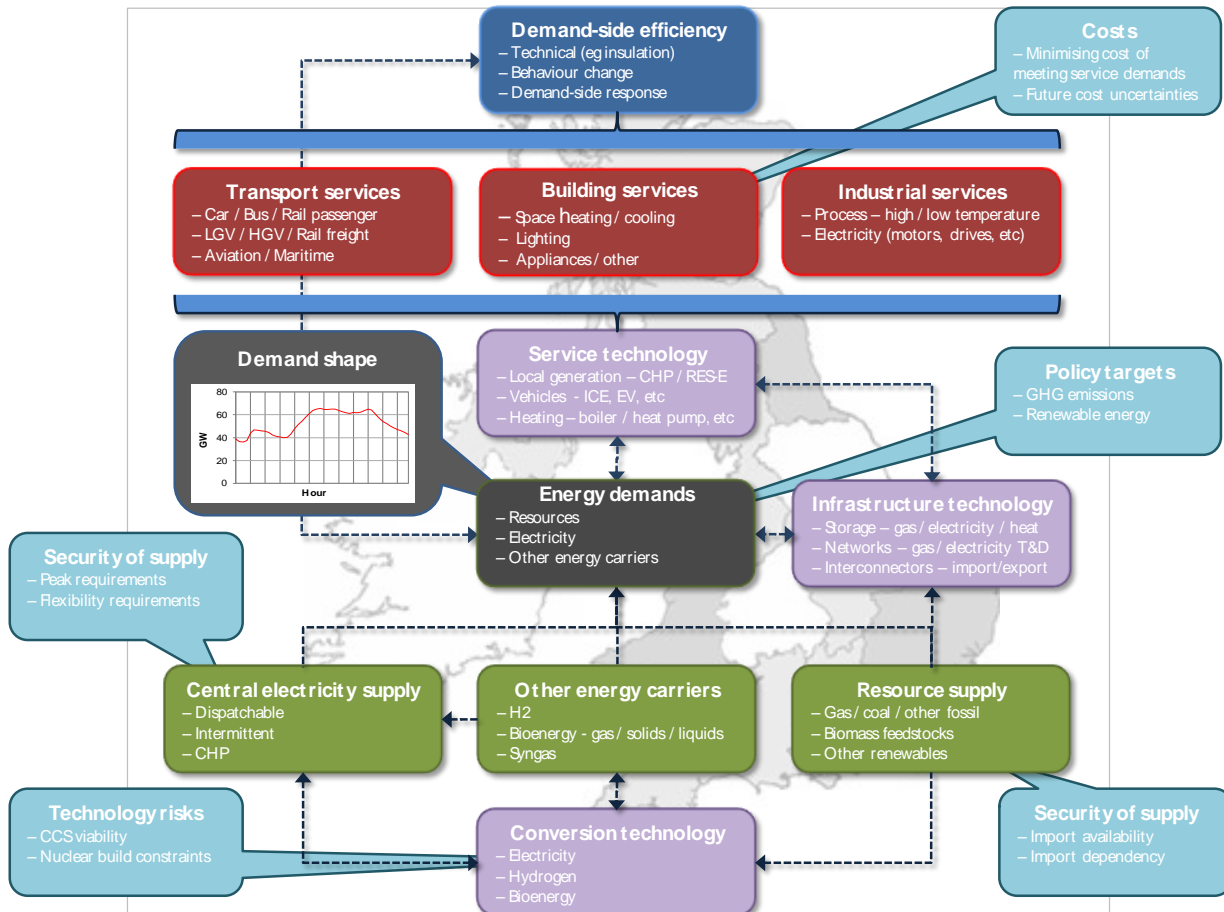 Demand-side efficiency
– Technical (eg insulation)
– Behaviour change
– Demand-side response
Costs
– Minimising cost of
meeting service demands
– Future cost uncertainties
Transport services
– Car / Bus / Rail passenger
– LGV / HGV / Rail freight
– Aviation / Maritime
Building services
– Space heating / cooling
– Lighting
– Appliances / other
Industrial services
– Process – high / low temperature
– Electricity (motors, drives, etc)
Demand shape
80
60
40
20
0
GW
Hour
Service technology
– Local generation – CHP / RES-E
– Vehicles - ICE, EV, etc
– Heating – boiler / heat pump, etc
Policy targets
– GHG emissions
– Renewable energy
Energy demands
– Resources
– Electricity
– Other energy carriers
Infrastructure technology
– Storage – gas / electricity / heat
– Networks – gas / electricity T&D
– Interconnectors – import/export
Security of supply
– Peak requirements
– Flexibility requirements
Central electricity supply
– Dispatchable
– Intermittent
– CHP
Other energy carriers
– H2
– Bioenergy - gas / solids / liquids
– Syngas
Resource supply
– Gas / coal / other fossil
– Biomass feedstocks
– Other renewables
Technology risks
– CCS viability
– Nuclear build constraints
Conversion technology
– Electricity
– Hydrogen
– Bioenergy
Security of supply
– Import availability
– Import dependency